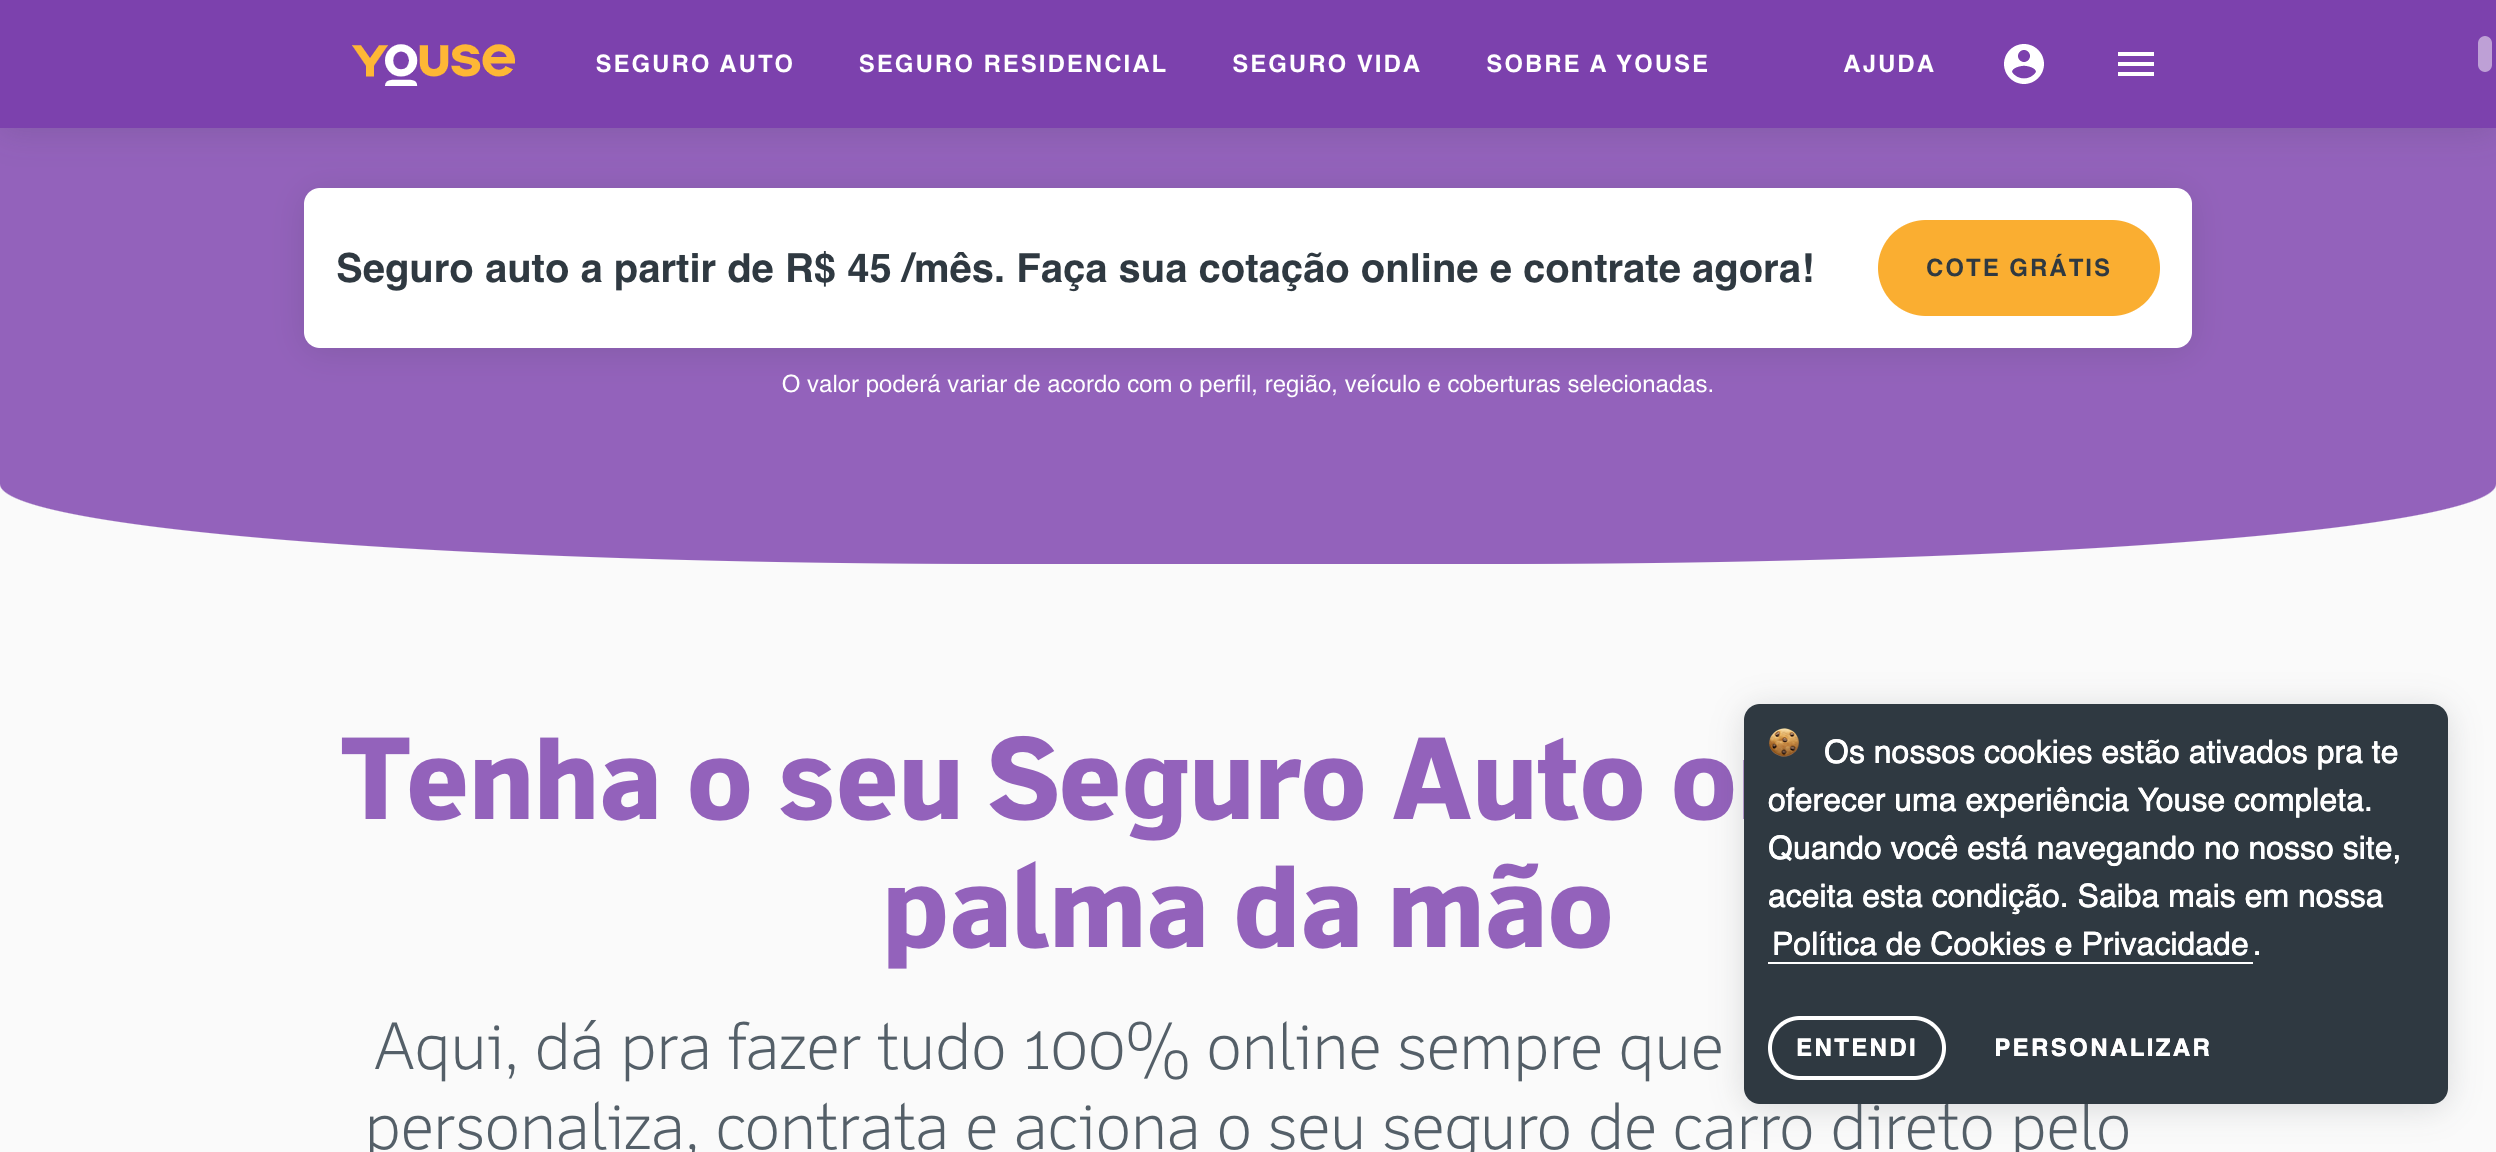 Youse
SEGURO AUTO
SEGURO RESIDENCIAL
SEGURO VIDA
SOBRE A YOUSE
AJUDA
Seguro auto a partir de R$ 45 /mês. Faça sua cotação online e contrate agora!
COTE GRÁTIS
O valor poderá variar de acordo com o perfil, região, veículo e coberturas selecionadas.
Tenha o seu Seguro Auto
palma da mão
Aqui, dá pra fazer tudo 100% online sempre que
personaliza, contrata e aciona o seu seguro de carro direto pelo
Os nossos cookies estão ativados pra te
oferecer uma experiência Youse completa.
Quando você está navegando no nosso site,
aceita esta condição. Saiba mais em nossa
Política de Cookies e Privacidade.
ENTENDI
PERSONALIZAR